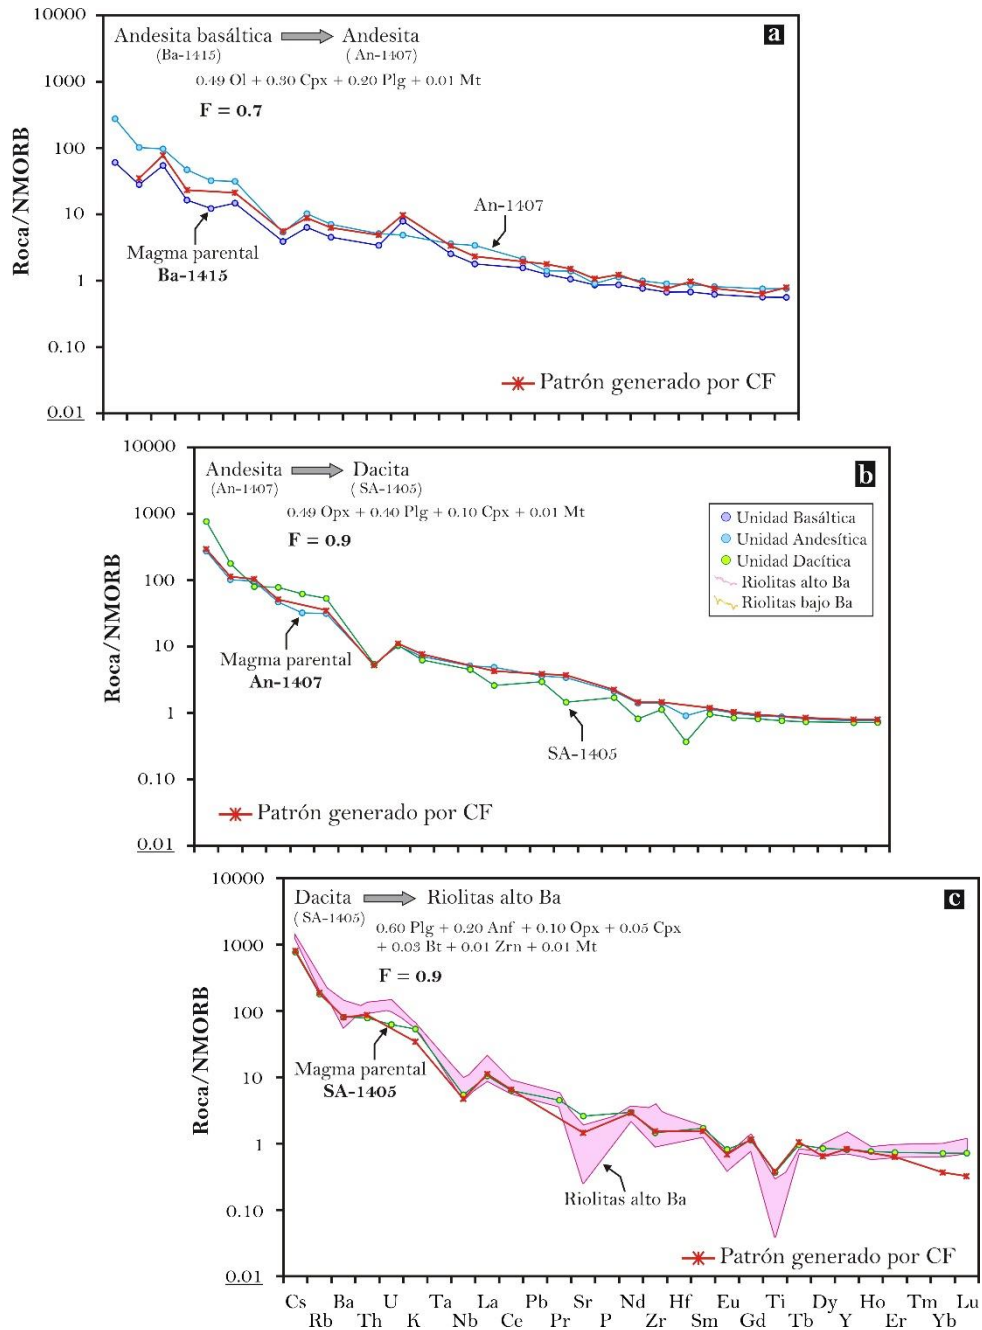 10000
1000
100
10
1
0.10
0.01
Roca/NMORB
Andesita basáltica
(Ba-1415)
Andesita
( An-1407)
a
0.49 Ol + 0.30 Cpx + 0.20 Plg + 0.01 Mt
F = 0.7
An-1407
Magma parental
Ba-1415
Patrón generado por CF
10000
1000
100
10
1
0.10
0.01
Roca/NMORB
Andesita
(An-1407)
Dacita
( SA-1405)
b
0.49 Opx + 0.40 Plg + 0.10 Cpx + 0.01 Mt
F = 0.9
Unidad Basáltica
Unidad Andesítica
Unidad Dacítica
Riolitas alto Ba
Riolitas bajo Ba
Magma parental
An-1407
SA-1405
Patrón generado por CF
10000
1000
100
10
1
0.10
0.01
Roca/NMORB
Dacita
( SA-1405)
Riolitas alto Ba
c
0.60 Plg + 0.20 Anf + 0.10 Opx + 0.05 Cpx
+ 0.03 Bt + 0.01 Zrn + 0.01 Mt
F = 0.9
Magma parental
SA-1405
Riolitas alto Ba
Patrón generado por CF
Cs Ba U Ta La Pb Sr Nd Hf Eu Ti Dy Ho Tm Lu
Rb Th K Nb Ce Pr P Zr Sm Gd Tb Y Er Yb